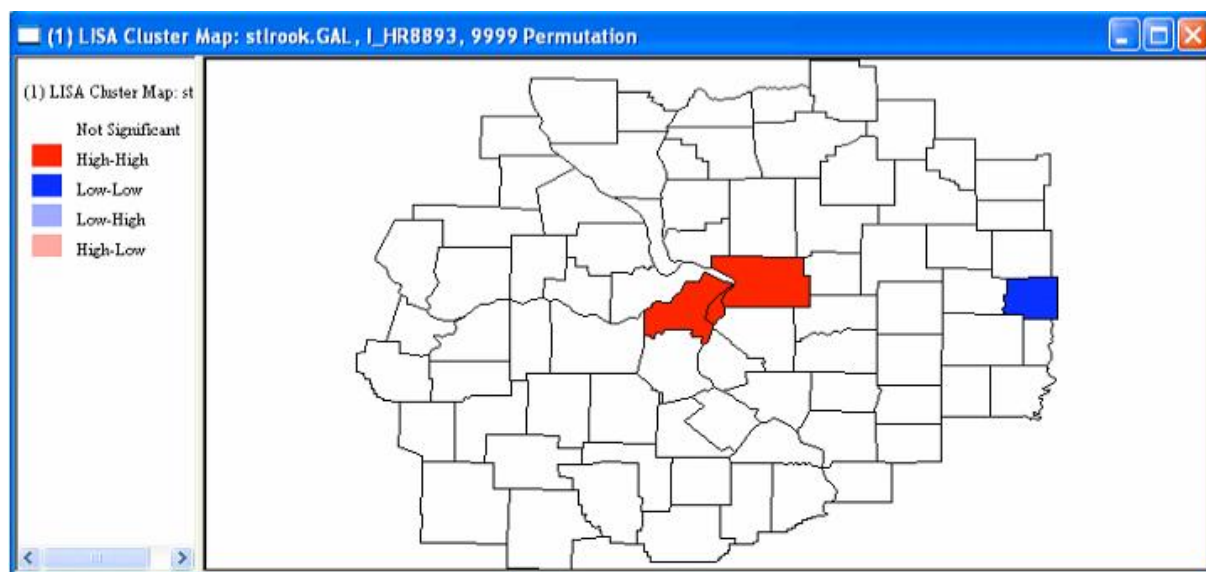 (1) LISA Cluster Map: stlrook.GAL, I_HR8893, 9999 Permutation
(1) LISA Cluster Map: st
Not Significant
High-High
Low-Low
Low-High
High-Low